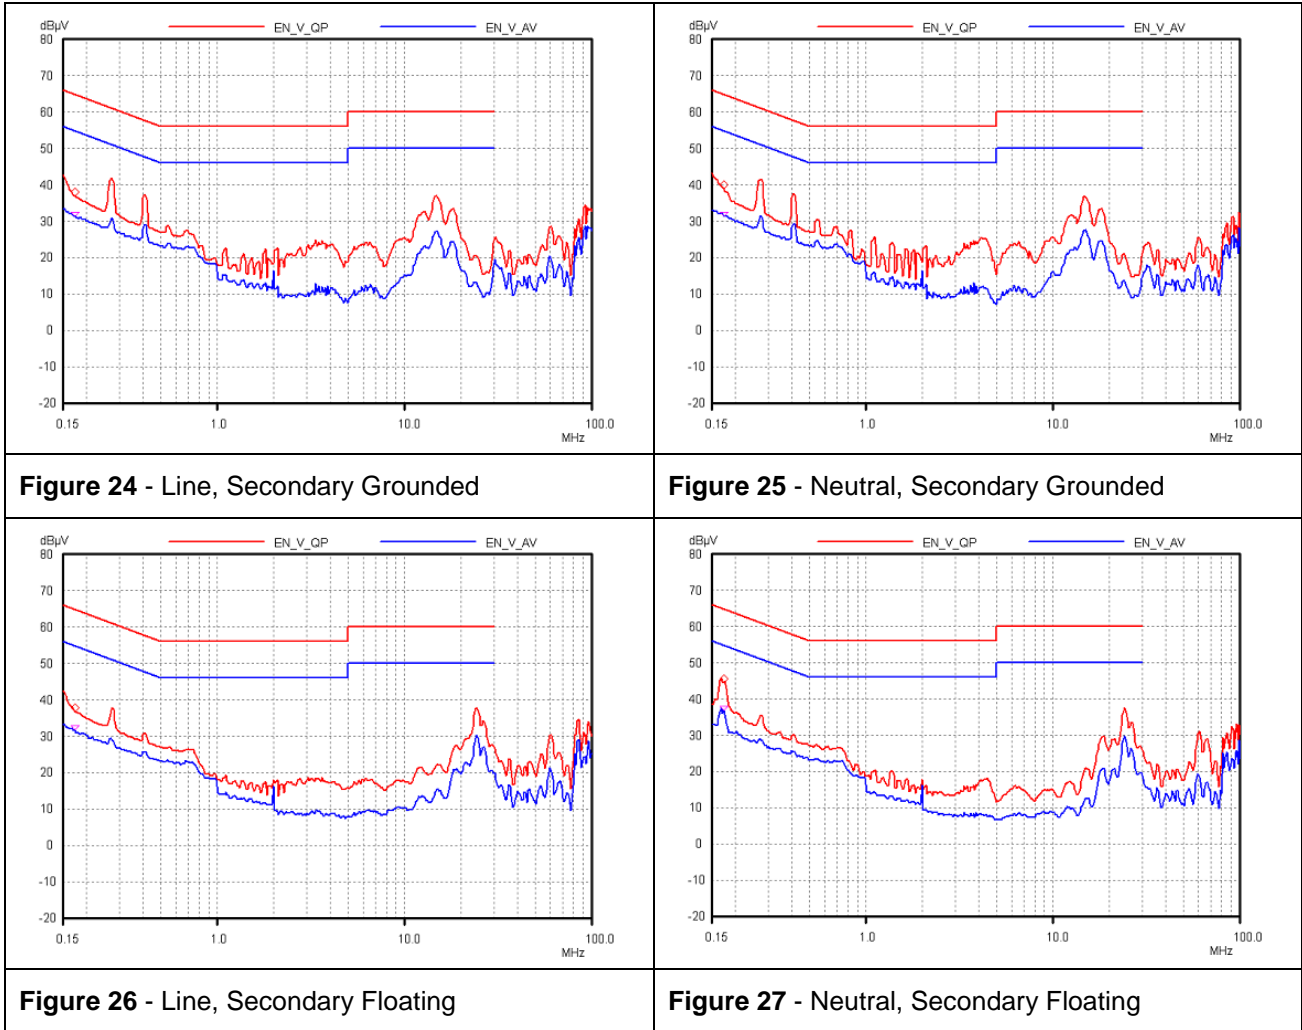 dBµV EN_V_QP EN_V_AV
80
70
60
50
40
30
20
10
0
-10
-20
0.15 1.0 10.0 100.0
MHz
dBµV EN_V_QP EN_V_AV
80
70
60
50
40
30
20
10
0
-10
-20
0.15 1.0 10.0 100.0
MHz
Figure 24 - Line, Secondary Grounded
Figure 25 - Neutral, Secondary Grounded
dBµV EN_V_QP EN_V_AV
80
70
60
50
40
30
20
10
0
-10
-20
0.15 1.0 10.0 100.0
MHz
dBµV EN_V_QP EN_V_AV
80
70
60
50
40
30
20
10
0
-10
-20
0.15 1.0 10.0 100.0
MHz
Figure 26 - Line, Secondary Floating
Figure 27 - Neutral, Secondary Floating